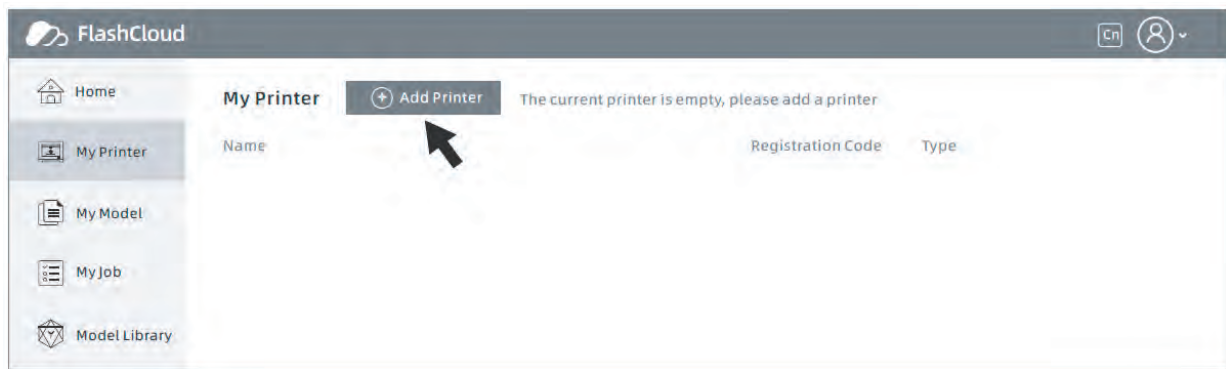 FlashCloud
Cn
Home
My Printer
My Model
My Job
Model Library
My Printer
Add Printer
The current printer is empty, please add a printer
Name
Registration Code
Type